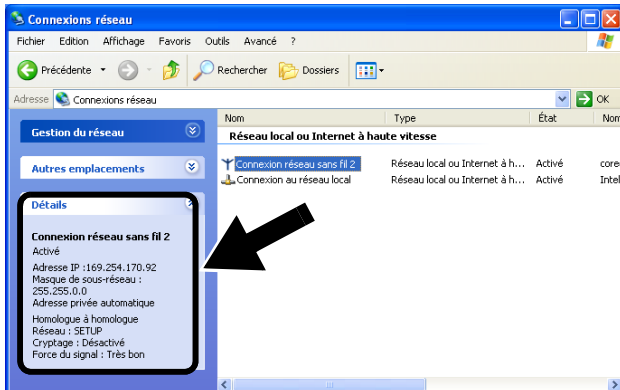 Connexions réseau
Fichier Edition Affichage Favoris Outils Avancé ?
Précédente Rechercher Dossiers
Adresse Connexions réseau OK
Nom Type État Nom
Gestion du réseau
Réseau local ou Internet à haute vitesse
Autres emplacements
Connexion réseau sans fil 2 Réseau local ou Internet à h... Activé core
Connexion au réseau local Réseau local ou Internet à h... Activé Intel
Détails
Connexion réseau sans fil 2
Activé
Adresse IP :169.254.170.92
Masque de sous-réseau :
255.255.0.0
Adresse privée automatique
Homologue à homologue
Réseau : SETUP
Cryptage : Désactivé
Force du signal : Très bon